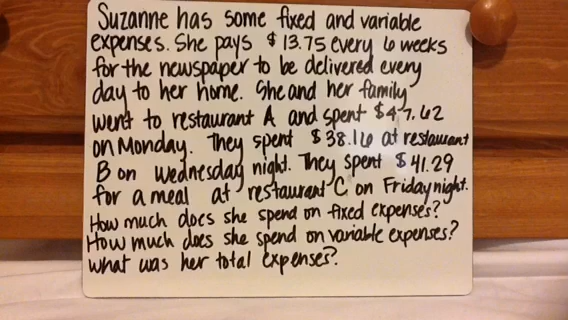 Suzanne has some fixed and variable
expenses. She pays $13.75 every 6 weeks
for the newspaper to be delivered every
day to her home. She and her family
went to restaurant A and spent $47.62
on Monday. They spent $38.16 at restaurant
B on Wednesday night. They spent $41.29
for a meal at restaurant C on Friday night.
How much does she spend on fixed expenses?
How much does she spend on variable expenses?
What was her total expenses?